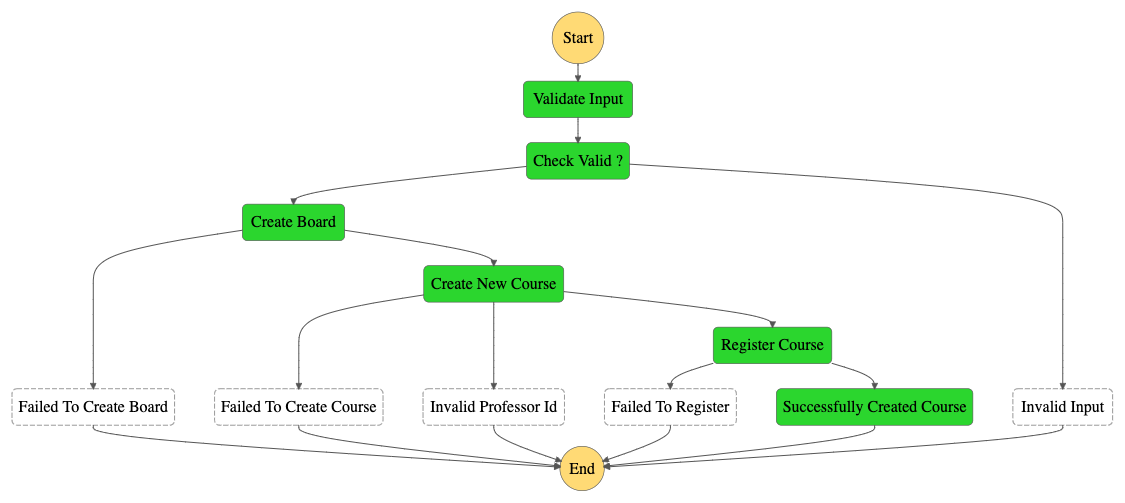 Start
Validate Input
Check Valid ?
Create Board
Create New Course
Register Course
Failed To Create Board
Failed To Create Course
Invalid Professor Id
Failed To Register
Successfully Created Course
Invalid Input
End